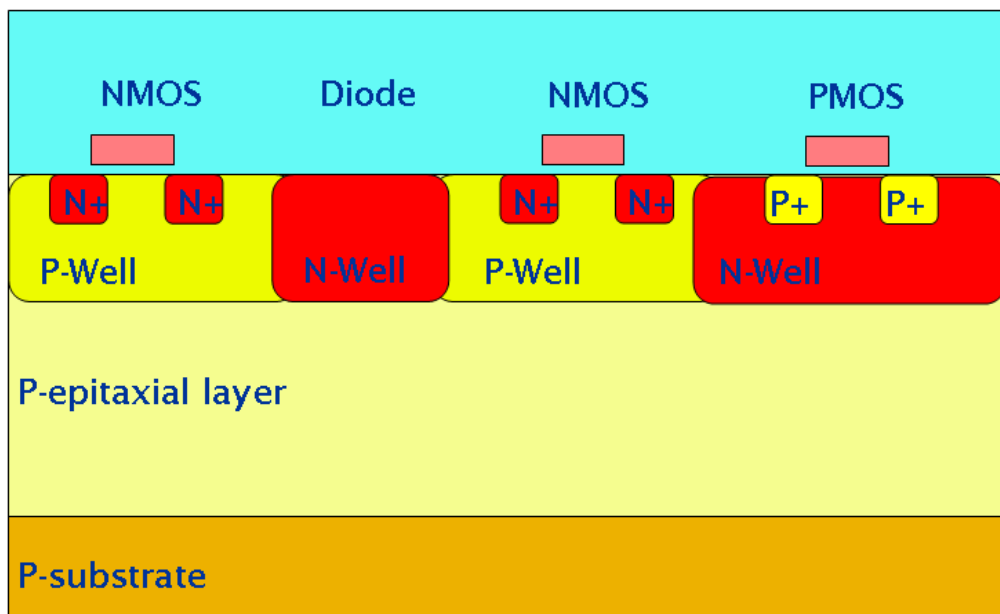 NMOS Diode NMOS PMOS
N+ N+ N+ N+ P+ P+
P-Well N-Well P-Well N-Well
P-epitaxial layer
P-substrate